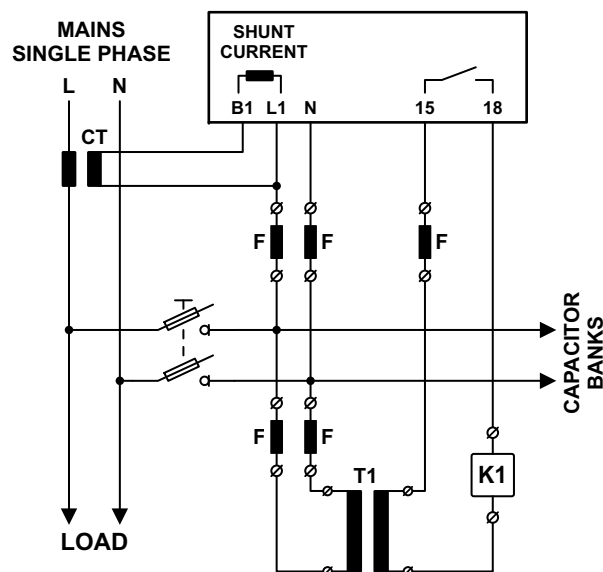 MAINS
SINGLE PHASE
L N
SHUNT
CURRENT
B1 L1 N 15 18
CT
F F F
CAPACITOR
BANKS
F F
T1
K1
LOAD